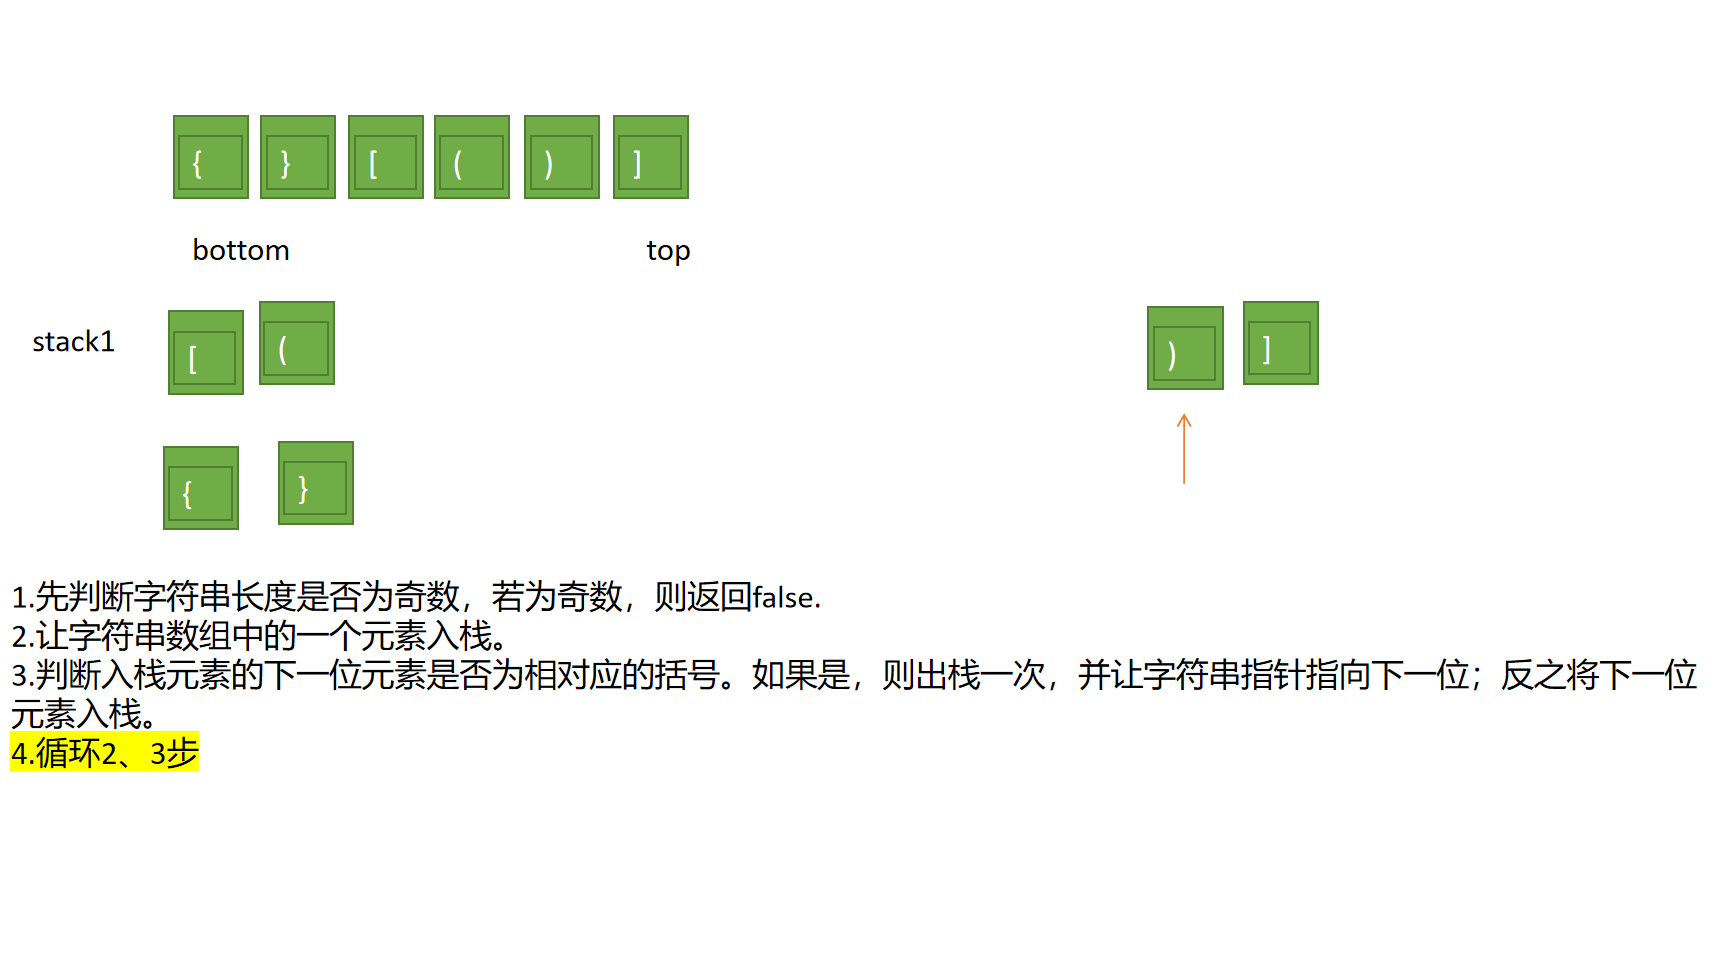 { } [ ( ) ]
bottom top
stack1 [ ( ) ]
{ }
1.先判断字符串长度是否为奇数，若为奇数，则返回false.
2.让字符串数组中的一个元素入栈。
3.判断入栈元素的下一位元素是否为相对应的括号。如果是，则出栈一次，并让字符串指针指向下一位；反之将下一位
元素入栈。
4.循环2、3步